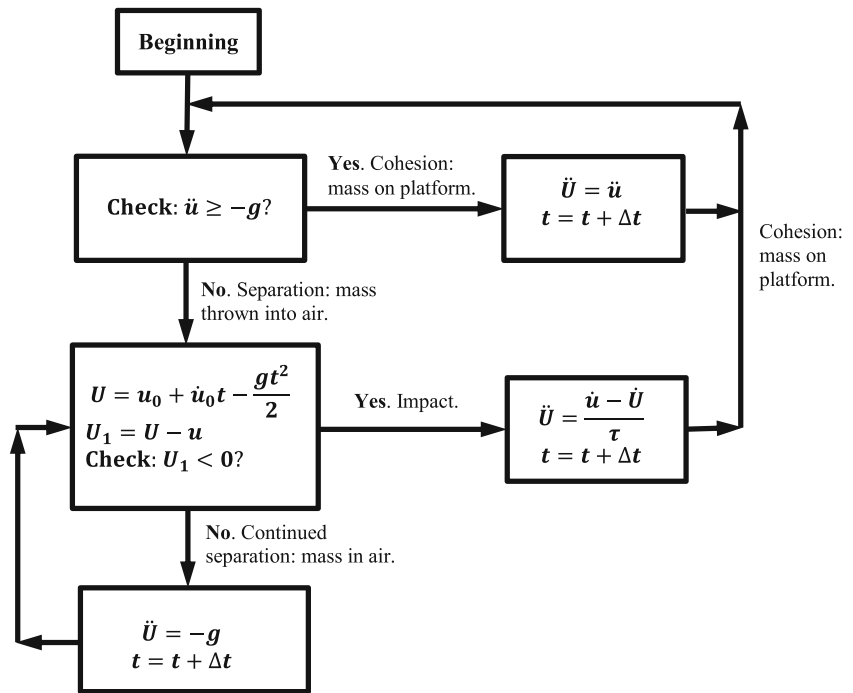 Beginning
Check: ü ≥ −g?
Yes. Cohesion:
mass on platform.
Ü = ü
t = t + Δt
Cohesion:
mass on
platform.
No. Separation: mass
thrown into air.
U = u₀ + u̇₀t − gt²/2
U₁ = U − u
Check: U₁ < 0?
Yes. Impact.
Ü = (u̇ − U̇)/τ
t = t + Δt
No. Continued
separation: mass in air.
Ü = −g
t = t + Δt